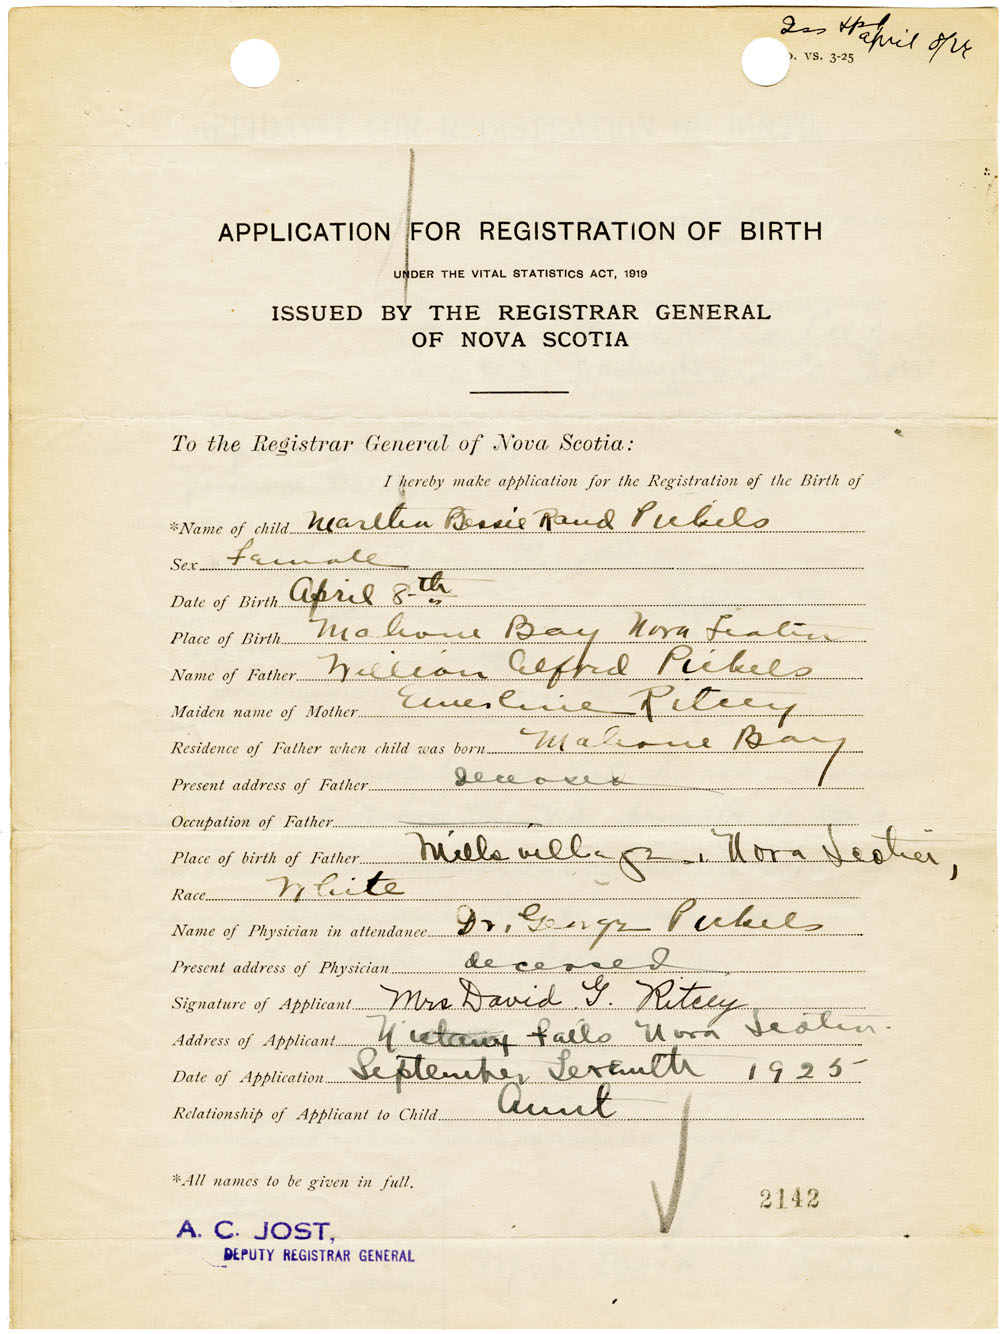 April 8/24
. VS. 3-25
APPLICATION FOR REGISTRATION OF BIRTH
UNDER THE VITAL STATISTICS ACT, 1919
ISSUED BY THE REGISTRAR GENERAL
OF NOVA SCOTIA
To the Registrar General of Nova Scotia:
I hereby make application for the Registration of the Birth of
*Name of child Martha Bessie Rand Pickels
Sex Female
Date of Birth April 8th
Place of Birth Mahone Bay Nova Scotia
Name of Father William Alfred Pickels
Maiden name of Mother Emerline Ritcey
Residence of Father when child was born Mahone Bay
Present address of Father deceased
Occupation of Father
Place of birth of Father Mills village, Nova Scotia,
Race White
Name of Physician in attendance Dr. George Pickels
Present address of Physician deceased
Signature of Applicant Mrs David G. Ritcey
Address of Applicant Nictaux Falls Nova Scotia.
Date of Application September Seventh 1925
Relationship of Applicant to Child Aunt
*All names to be given in full.
2142
A. C. JOST,
DEPUTY REGISTRAR GENERAL